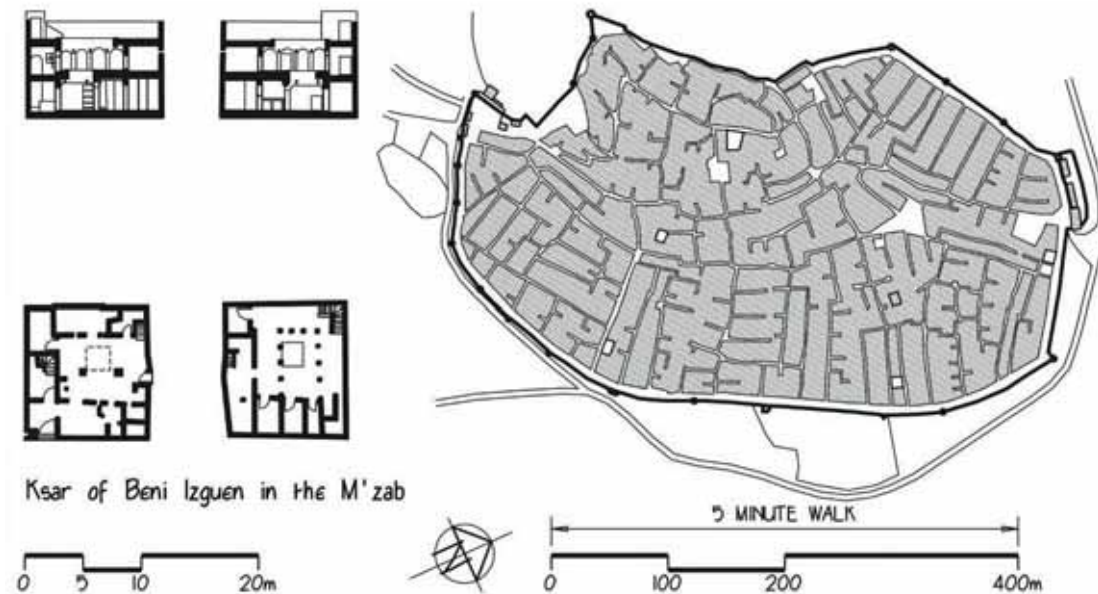 Ksar of Beni Izguen in the M'zab
5 MINUTE WALK
0 5 10 20m
N
0 100 200 400m